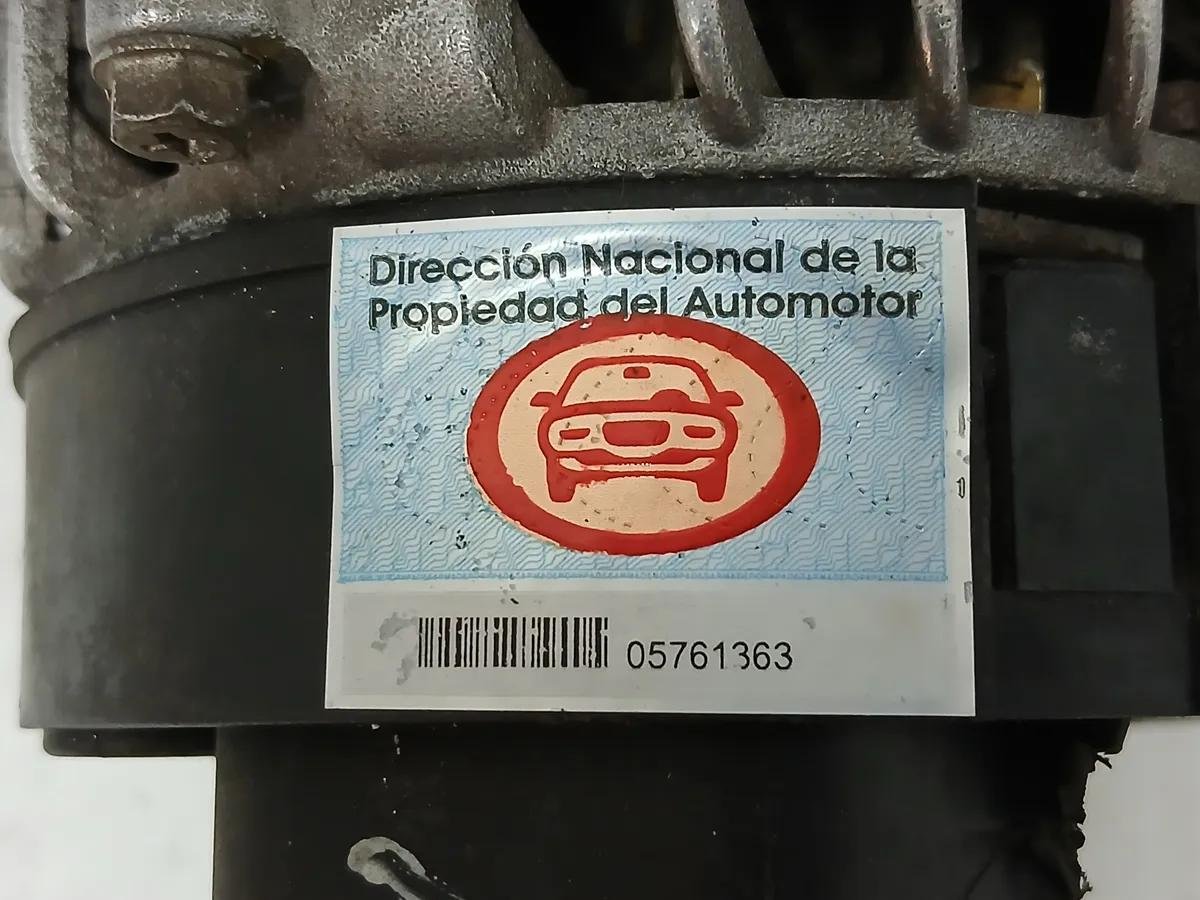 Dirección Nacional de la
Propiedad del Automotor
05761363